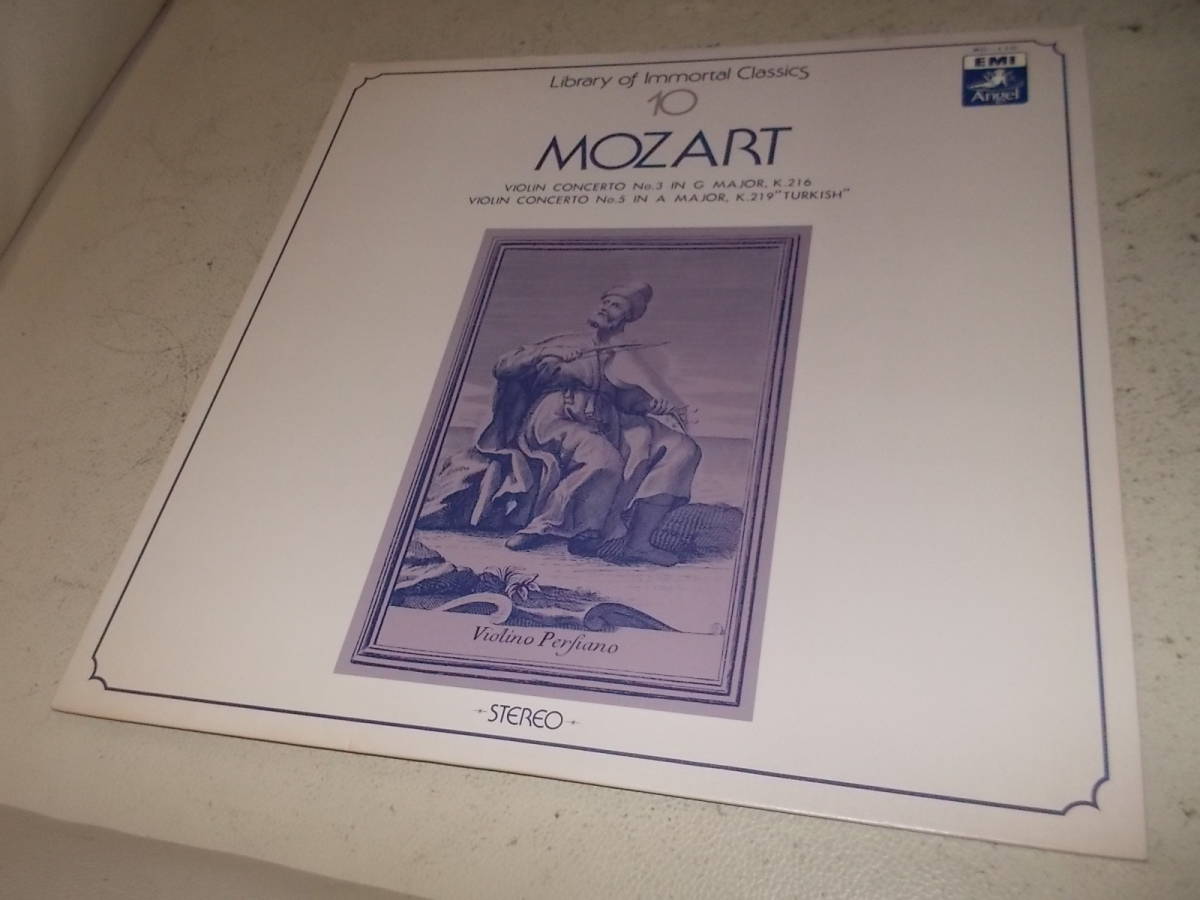 Library of Immortal Classics
10
EMI
Angel
MOZART
VIOLIN CONCERTO No.3 IN G MAJOR, K.216
VIOLIN CONCERTO No.5 IN A MAJOR, K.219 "TURKISH"
Violino Perſiano
STEREO